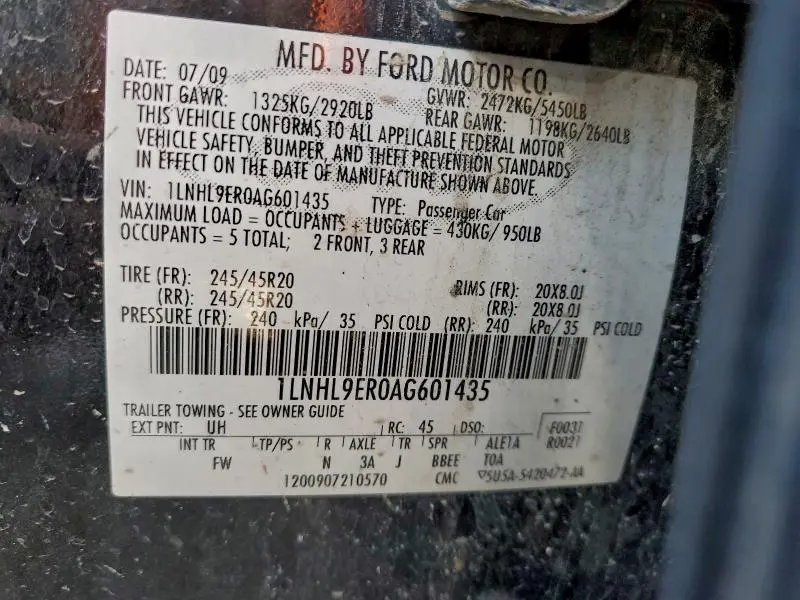 MFD. BY FORD MOTOR CO.
DATE: 07/09 GVWR: 2472KG/5450LB
FRONT GAWR: 1325KG/2920LB REAR GAWR: 1198KG/2640LB
THIS VEHICLE CONFORMS TO ALL APPLICABLE FEDERAL MOTOR
VEHICLE SAFETY, BUMPER, AND THEFT PREVENTION STANDARDS
IN EFFECT ON THE DATE OF MANUFACTURE SHOWN ABOVE.
VIN: 1LNHL9ER0AG601435 TYPE: Passenger Car
MAXIMUM LOAD = OCCUPANTS + LUGGAGE = 430KG/ 950LB
OCCUPANTS = 5 TOTAL; 2 FRONT, 3 REAR
TIRE (FR): 245/45R20 RIMS (FR): 20X8.0J
(RR): 245/45R20 (RR): 20X8.0J
PRESSURE (FR): 240 kPa/ 35 PSI COLD (RR): 240 kPa/ 35 PSI COLD
1LNHL9ER0AG601435
TRAILER TOWING - SEE OWNER GUIDE
EXT PNT: UH RC: 45 DSO: F0031
INT TR TP/PS R AXLE TR SPR ALE1A R0021
FW N 3A J BBEE TOA
1200907210570 CMC 5U5A-5420472-AA